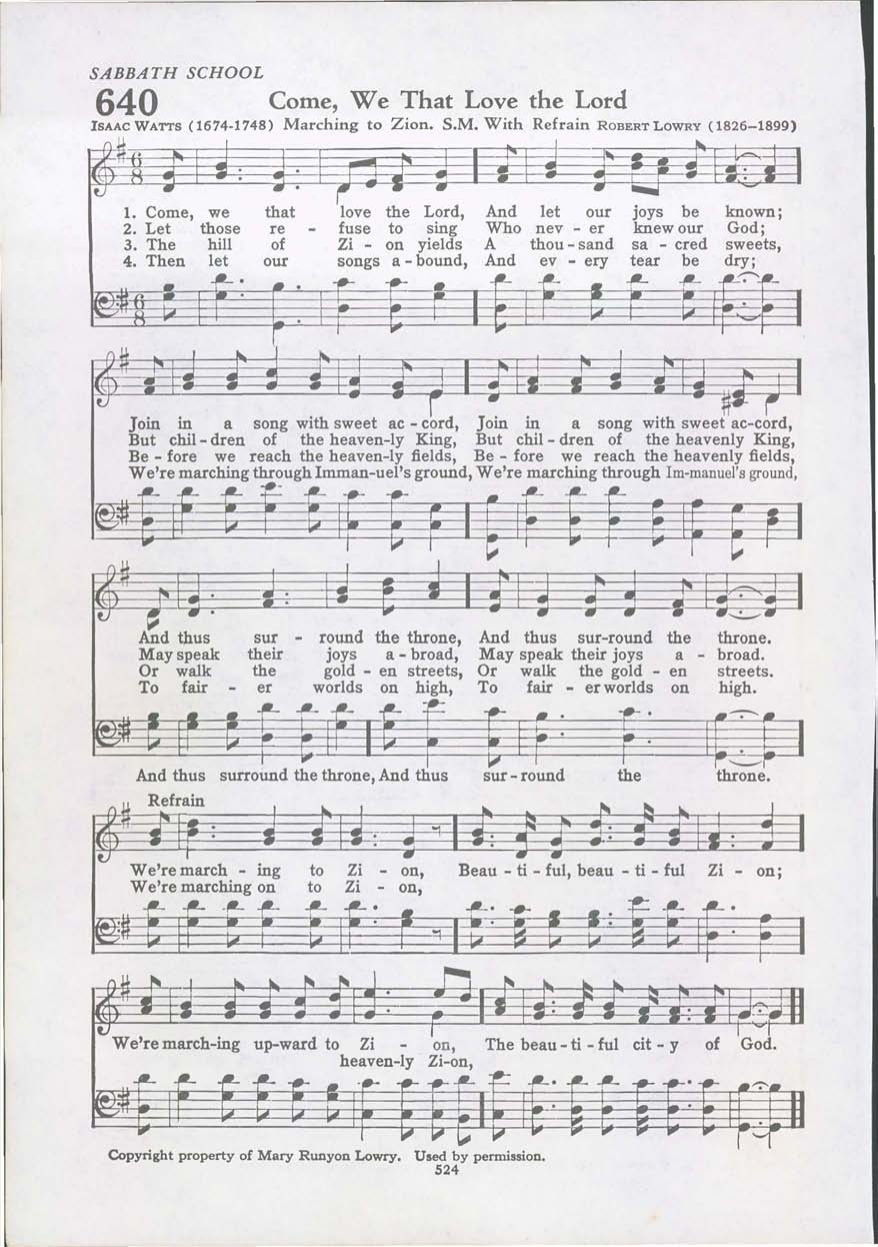 SABBATH SCHOOL
640 Come, We That Love the Lord
ISAAC WATTS (1674-1748) Marching to Zion. S.M. With Refrain ROBERT LOWRY (1826–1899)
1. Come, we that love the Lord, And let our joys be known;
2. Let those re - fuse to sing Who nev - er knew our God;
3. The hill of Zi - on yields A thou - sand sa - cred sweets,
4. Then let our songs a - bound, And ev - ery tear be dry;
Join in a song with sweet ac - cord, Join in a song with sweet ac-cord,
But chil - dren of the heaven-ly King, But chil - dren of the heavenly King,
Be - fore we reach the heaven-ly fields, Be - fore we reach the heavenly fields,
We're marching through Imman-uel's ground, We're marching through Im-manuel's ground,
And thus sur - round the throne, And thus sur-round the throne.
May speak their joys a - broad, May speak their joys a - broad.
Or walk the gold - en streets, Or walk the gold - en streets.
To fair - er worlds on high, To fair - er worlds on high.
And thus surround the throne, And thus sur - round the throne.
Refrain
We're march - ing to Zi - on, Beau - ti - ful, beau - ti - ful Zi - on;
We're marching on to Zi - on,
We're march-ing up-ward to Zi - on, The beau - ti - ful cit - y of God.
heaven-ly Zi-on,
Copyright property of Mary Runyon Lowry. Used by permission.
524